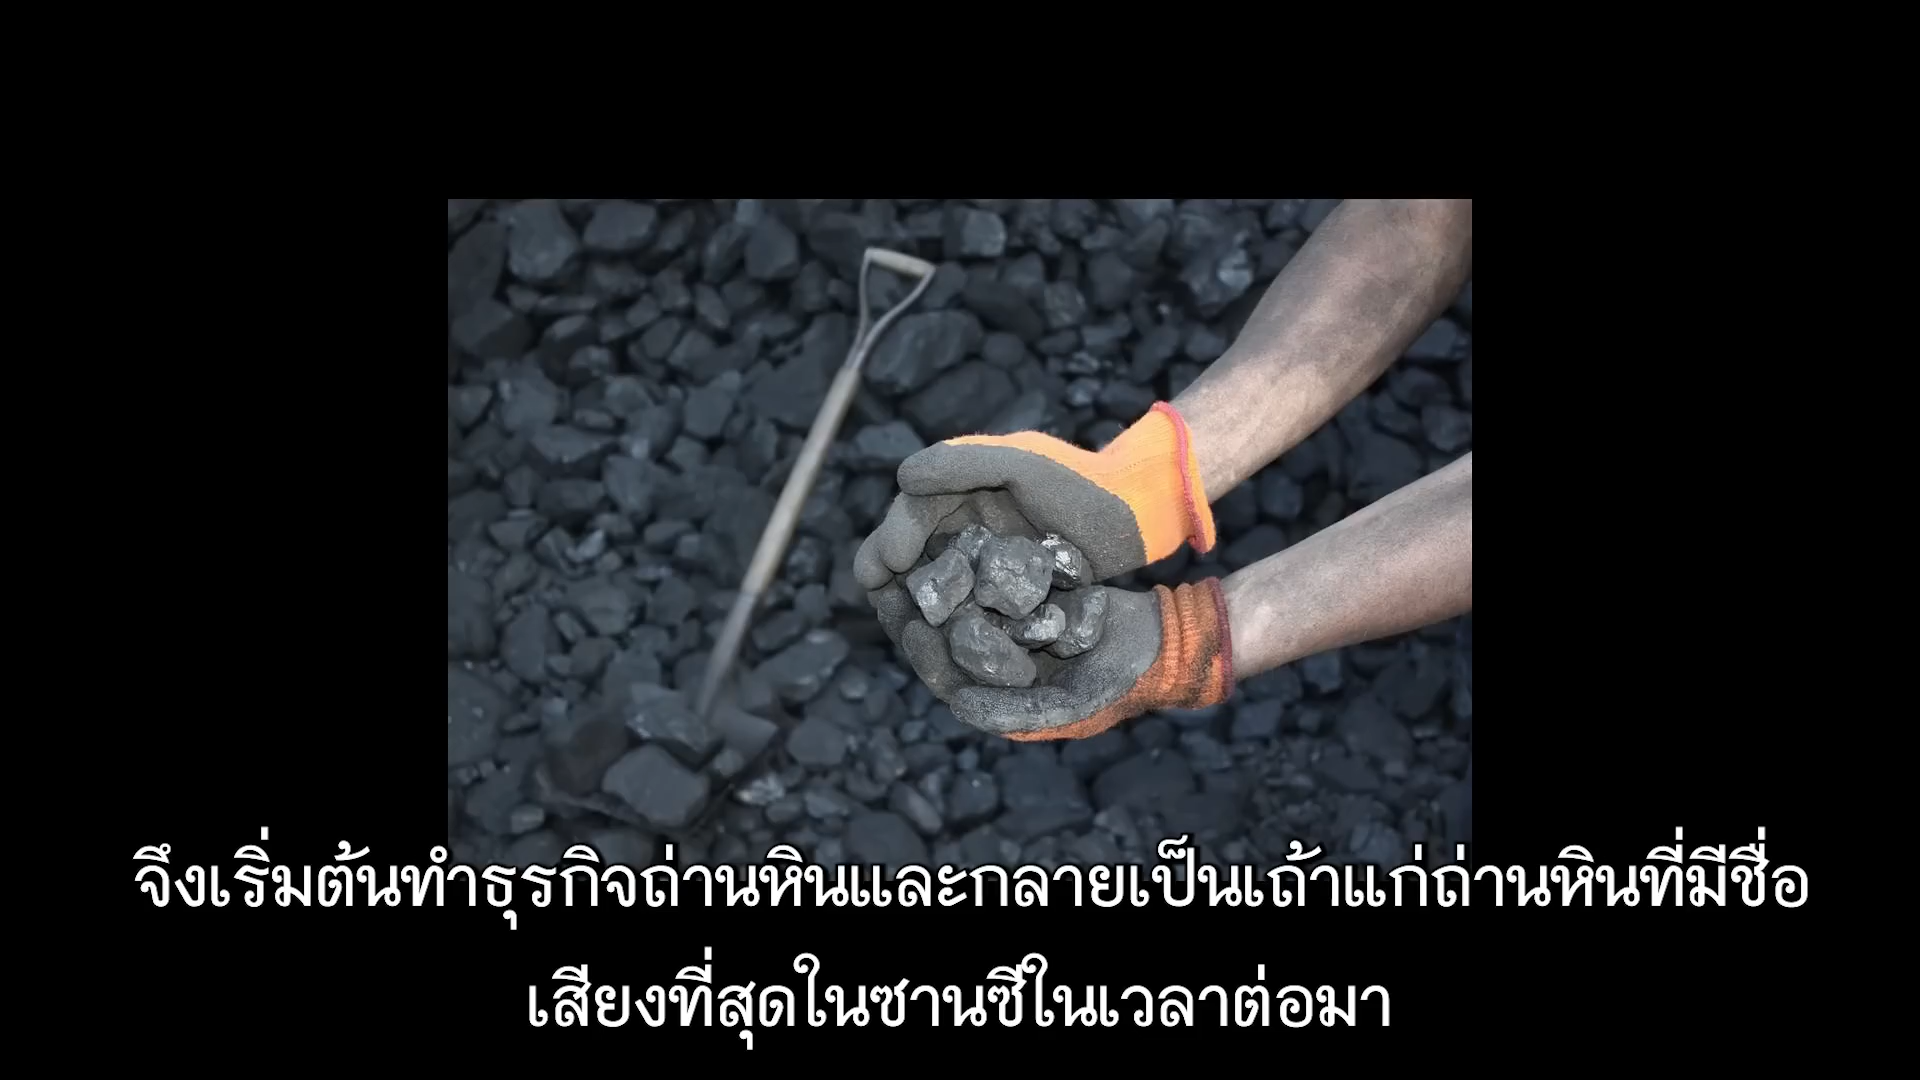 จึงเริ่มต้นทำธุรกิจถ่านหินและกลายเป็นเถ้าแก่ถ่านหินที่มีชื่อ
เสียงที่สุดในซานซีในเวลาต่อมา